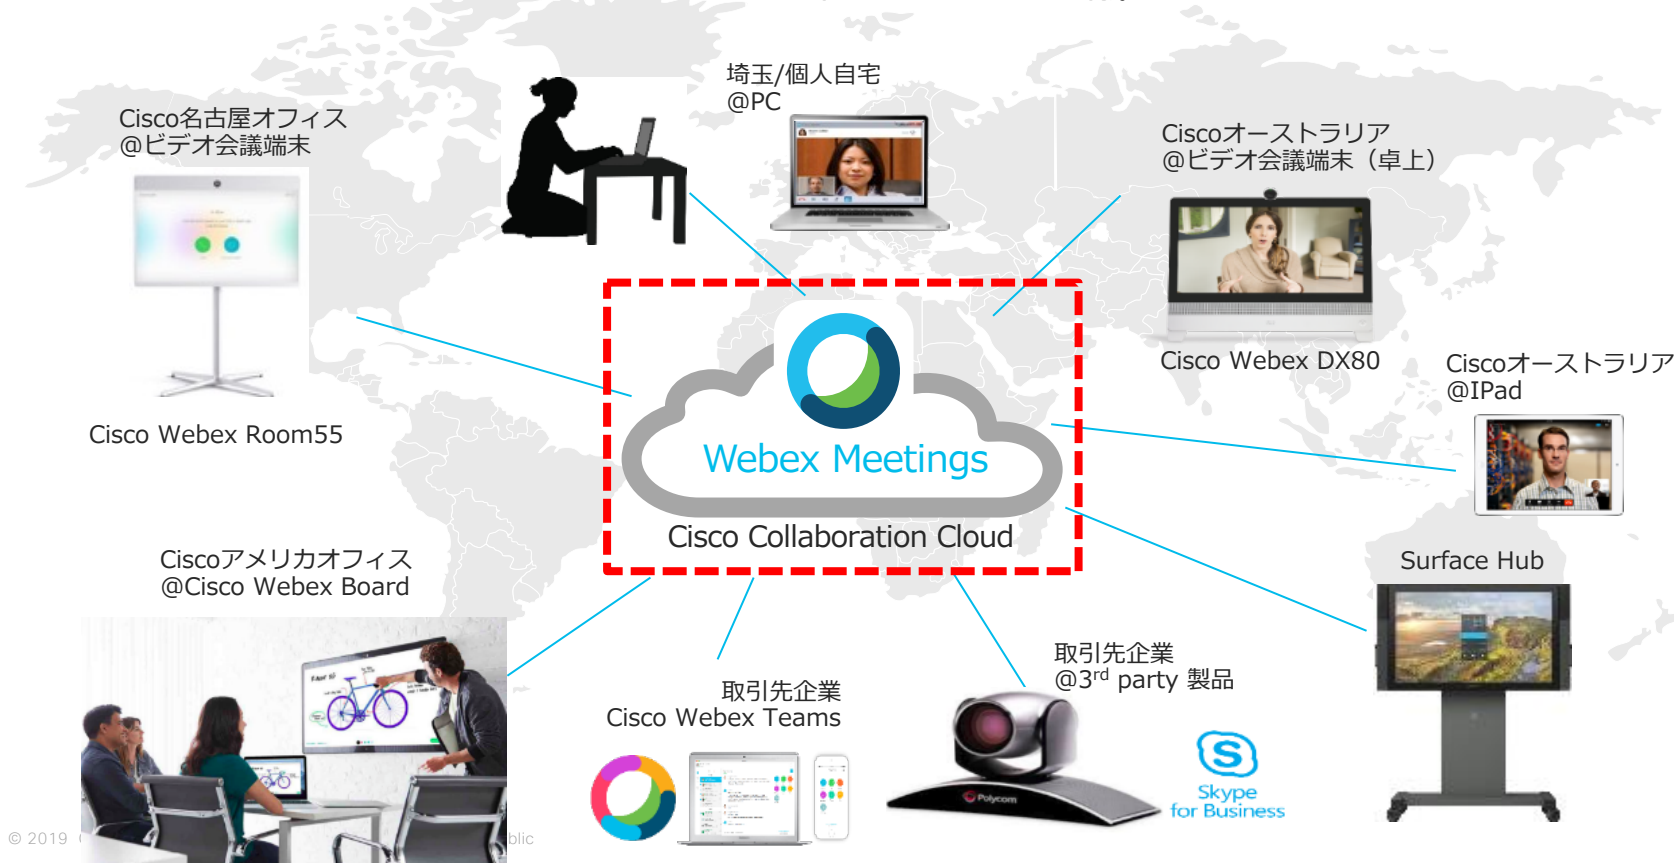 Cisco名古屋オフィス
@ビデオ会議端末
Cisco Webex Room55
埼玉/個人自宅
@PC
Ciscoオーストラリア
@ビデオ会議端末（卓上）
Cisco Webex DX80
Ciscoオーストラリア
@IPad
Webex Meetings
Cisco Collaboration Cloud
Surface Hub
Ciscoアメリカオフィス
@Cisco Webex Board
取引先企業
Cisco Webex Teams
取引先企業
@3rd party 製品
Polycom
Skype
for Business
© 2019